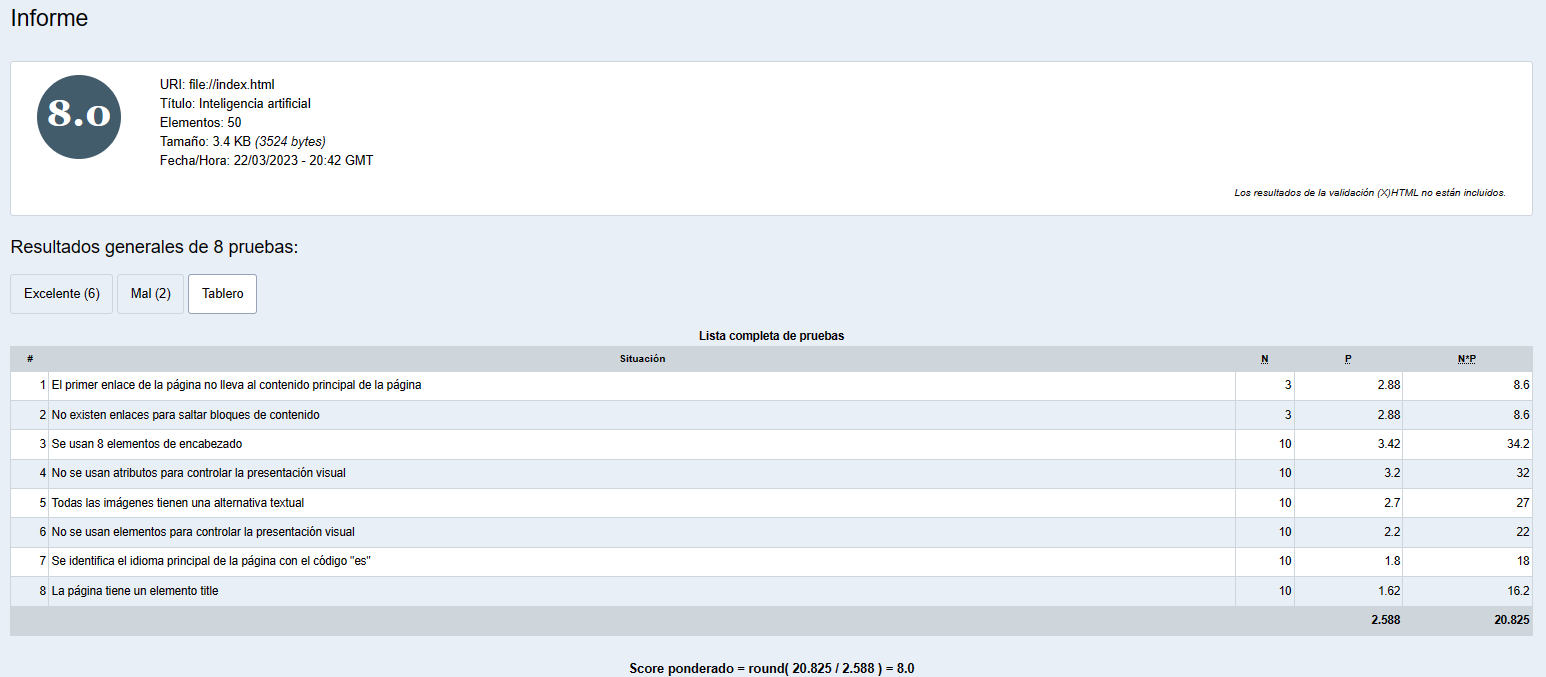 Informe
8.0
URI: file://index.html
Título: Inteligencia artificial
Elementos: 50
Tamaño: 3.4 KB (3524 bytes)
Fecha/Hora: 22/03/2023 - 20:42 GMT
Los resultados de la validación (X)HTML no están incluidos.
Resultados generales de 8 pruebas:
Excelente (6) Mal (2) Tablero
Lista completa de pruebas
# Situación N P N*P
1 El primer enlace de la página no lleva al contenido principal de la página 3 2.88 8.6
2 No existen enlaces para saltar bloques de contenido 3 2.88 8.6
3 Se usan 8 elementos de encabezado 10 3.42 34.2
4 No se usan atributos para controlar la presentación visual 10 3.2 32
5 Todas las imágenes tienen una alternativa textual 10 2.7 27
6 No se usan elementos para controlar la presentación visual 10 2.2 22
7 Se identifica el idioma principal de la página con el código "es" 10 1.8 18
8 La página tiene un elemento title 10 1.62 16.2
2.588 20.825
Score ponderado = round( 20.825 / 2.588 ) = 8.0